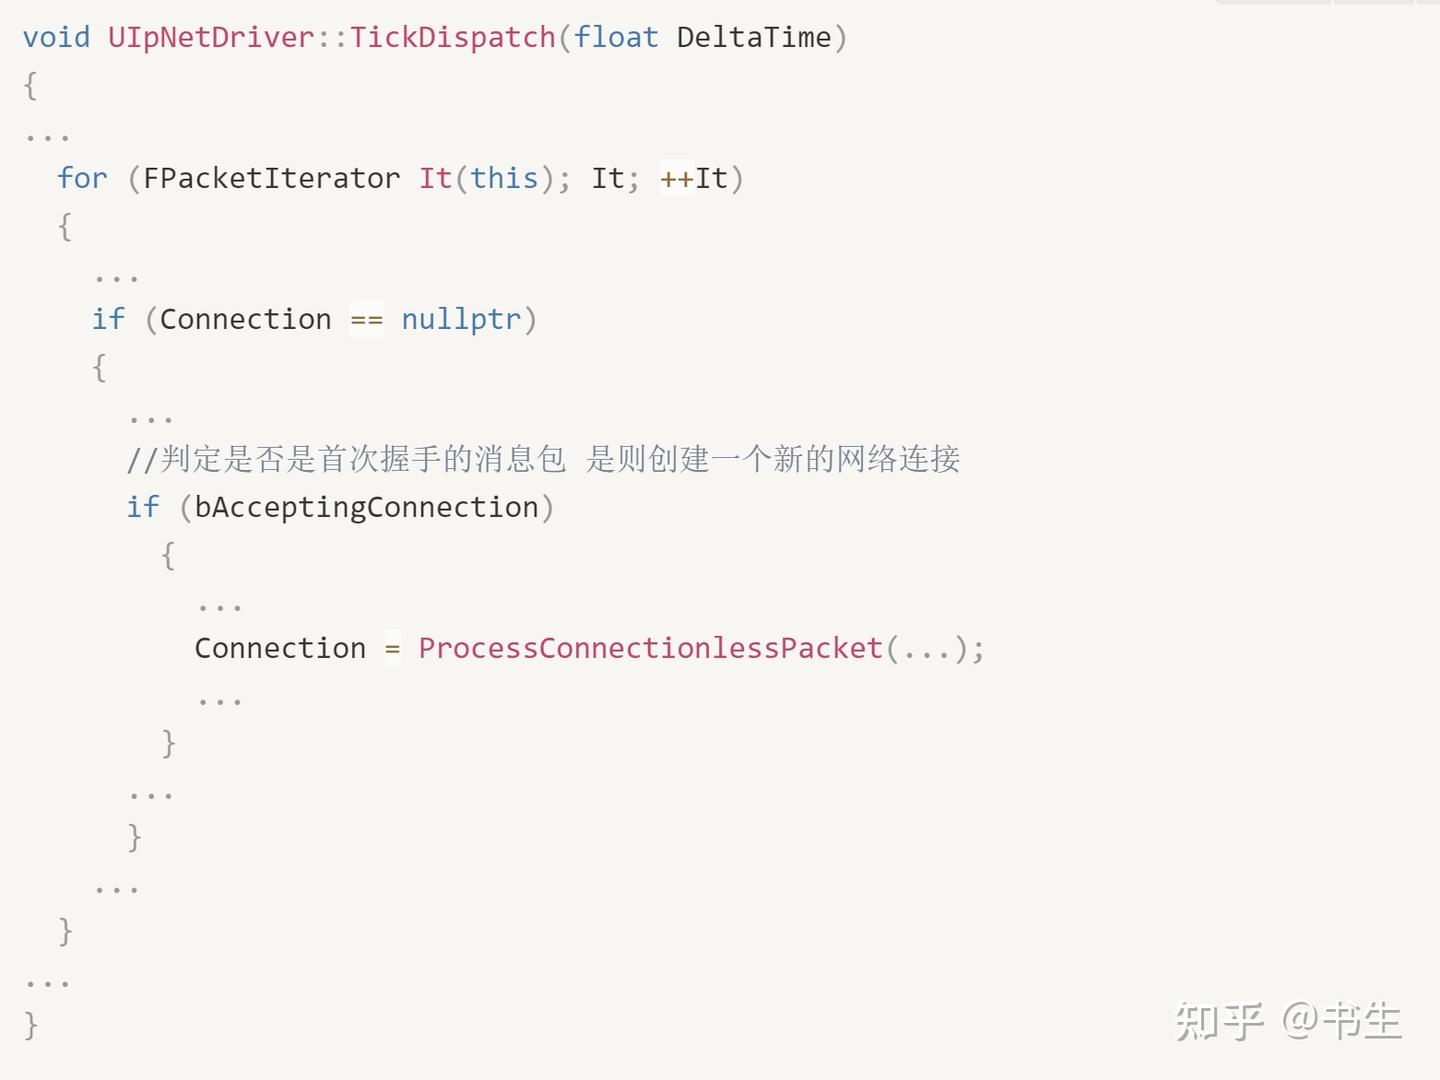 void UIpNetDriver::TickDispatch(float DeltaTime)
{
...
  for (FPacketIterator It(this); It; ++It)
  {
    ...
    if (Connection == nullptr)
    {
      ...
      //判定是否是首次握手的消息包 是则创建一个新的网络连接
      if (bAcceptingConnection)
        {
          ...
          Connection = ProcessConnectionlessPacket(...);
          ...
        }
      ...
      }
    ...
  }
...
}
知乎 @书生